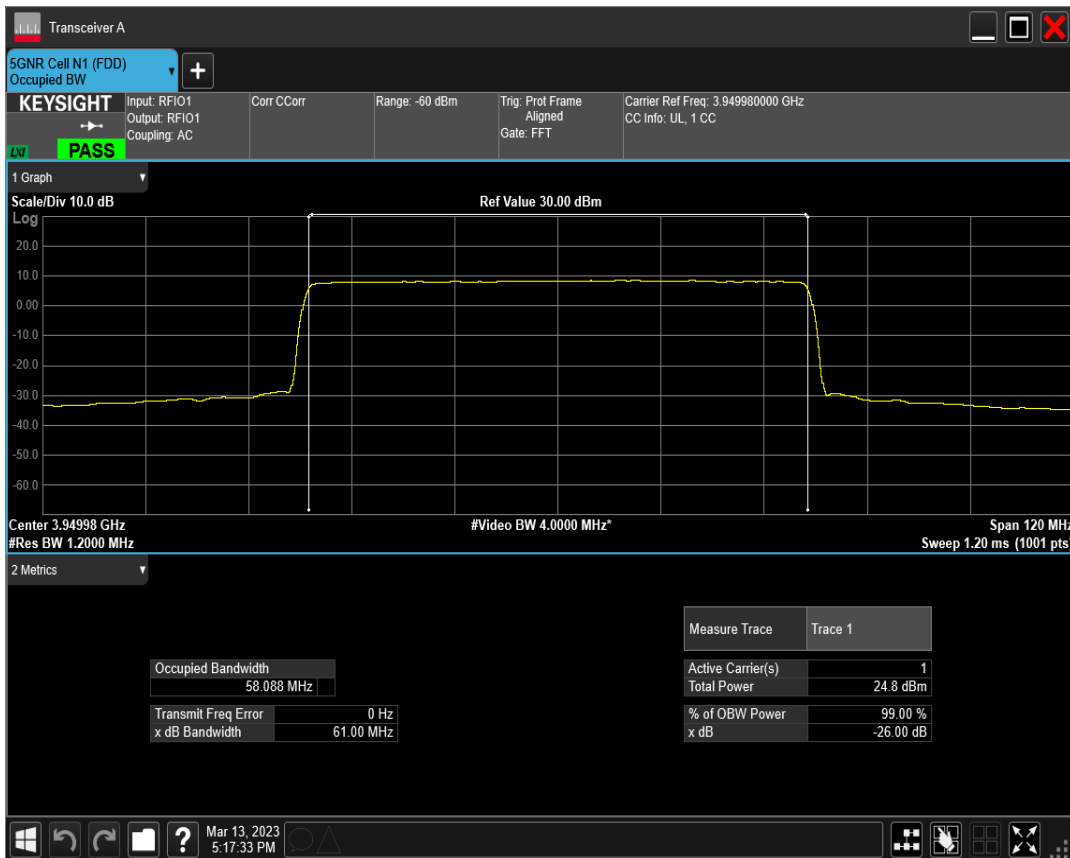 Transceiver A
5GNR Cell N1 (FDD)
Occupied BW
+
KEYSIGHT
LXI
PASS
Input: RFIO1
Output: RFIO1
Coupling: AC
Corr CCorr
Range: -60 dBm
Trig: Prot Frame
Aligned
Gate: FFT
Carrier Ref Freq: 3.949980000 GHz
CC Info: UL, 1 CC
1 Graph
Scale/Div 10.0 dB
Ref Value 30.00 dBm
Log
20.0
10.0
0.00
-10.0
-20.0
-30.0
-40.0
-50.0
-60.0
Center 3.94998 GHz
#Video BW 4.0000 MHz*
Span 120 MHz
#Res BW 1.2000 MHz
Sweep 1.20 ms (1001 pts)
2 Metrics
Measure Trace Trace 1
Occupied Bandwidth
58.088 MHz
Active Carrier(s) 1
Total Power 24.8 dBm
Transmit Freq Error 0 Hz
x dB Bandwidth 61.00 MHz
% of OBW Power 99.00 %
x dB -26.00 dB
?
Mar 13, 2023
5:17:33 PM